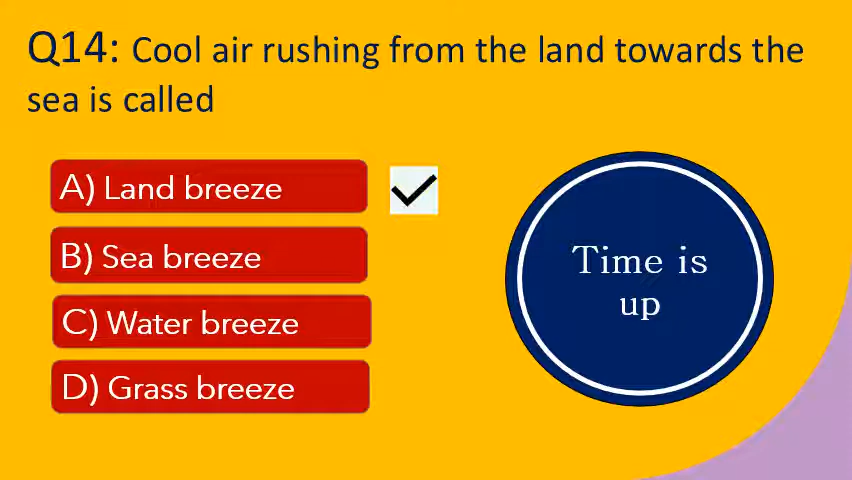 Q14: Cool air rushing from the land towards the
sea is called
A) Land breeze
B) Sea breeze
C) Water breeze
D) Grass breeze
Time is
up